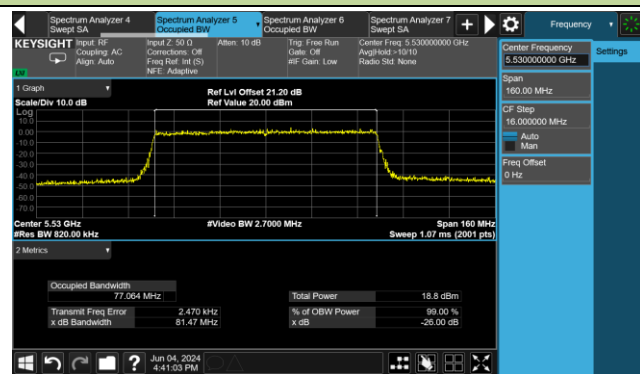 Spectrum Analyzer 4
Swept SA
Spectrum Analyzer 5
Occupied BW
Spectrum Analyzer 6
Occupied BW
Spectrum Analyzer 7
Swept SA
Frequency
KEYSIGHT
Input: RF
Coupling: AC
Align: Auto
Input Z: 50 Ω
Corrections: Off
Freq Ref: Int (S)
NFE: Adaptive
Atten: 10 dB
Trig: Free Run
Gate: Off
#IF Gain: Low
Center Freq: 5.530000000 GHz
Avg|Hold:>10/10
Radio Std: None
Center Frequency
5.530000000 GHz
Settings
Span
160.00 MHz
CF Step
16.000000 MHz
Auto
Man
Freq Offset
0 Hz
1 Graph
Scale/Div 10.0 dB
Ref Lvl Offset 21.20 dB
Ref Value 20.00 dBm
Log
10.0
0.00
-10.0
-20.0
-30.0
-40.0
-50.0
-60.0
-70.0
Center 5.53 GHz
#Res BW 820.00 kHz
#Video BW 2.7000 MHz
Span 160 MHz
Sweep 1.07 ms (2001 pts)
2 Metrics
Occupied Bandwidth
77.064 MHz
Total Power 18.8 dBm
Transmit Freq Error 2.470 kHz
% of OBW Power 99.00 %
x dB Bandwidth 81.47 MHz
x dB -26.00 dB
Jun 04, 2024
4:41:03 PM